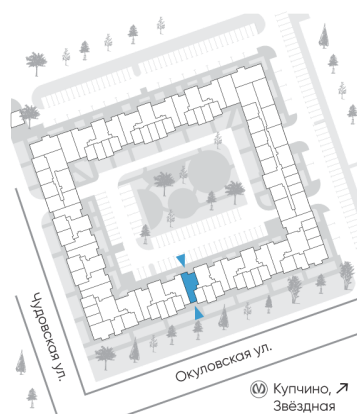 Чудовская ул.
Окуловская ул.
Купчино, ↗
Звёздная